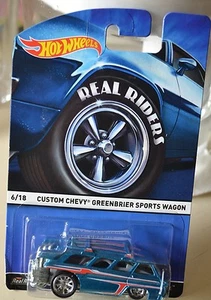 Hot Wheels
REAL RIDERS
6/18
CUSTOM CHEVY® GREENBRIER SPORTS WAGON